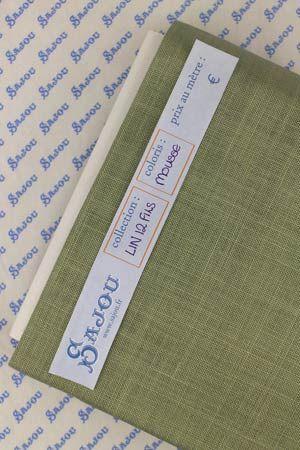 SAJOU
www.sajou.fr
collection :
LIN 12 FILS
coloris :
Mousse
prix au mètre :
€